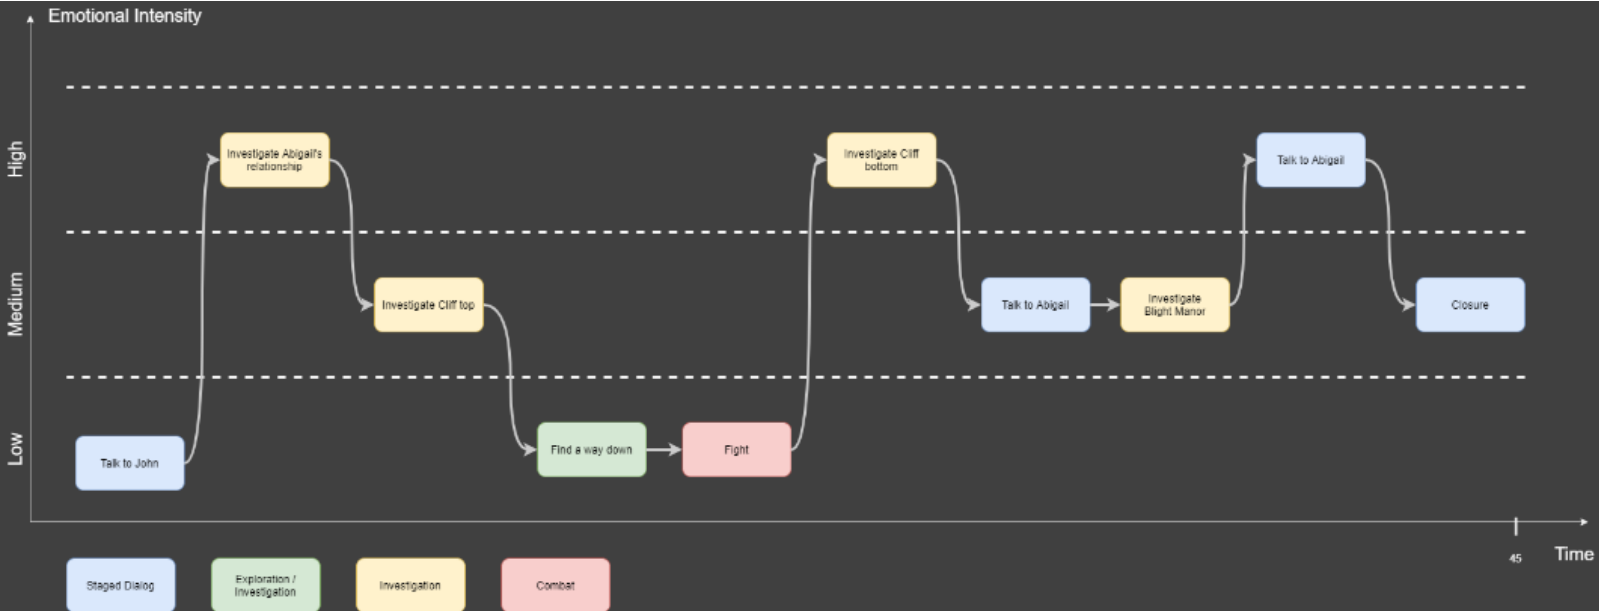 Emotional Intensity
High
Investigate Abigail's
relationship
Investigate Cliff
bottom
Talk to Abigail
Medium
Investigate Cliff top
Talk to Abigail
Investigate
Blight Manor
Closure
Low
Talk to John
Find a way down
Fight
45
Time
Staged Dialog
Exploration /
Investigation
Investigation
Combat